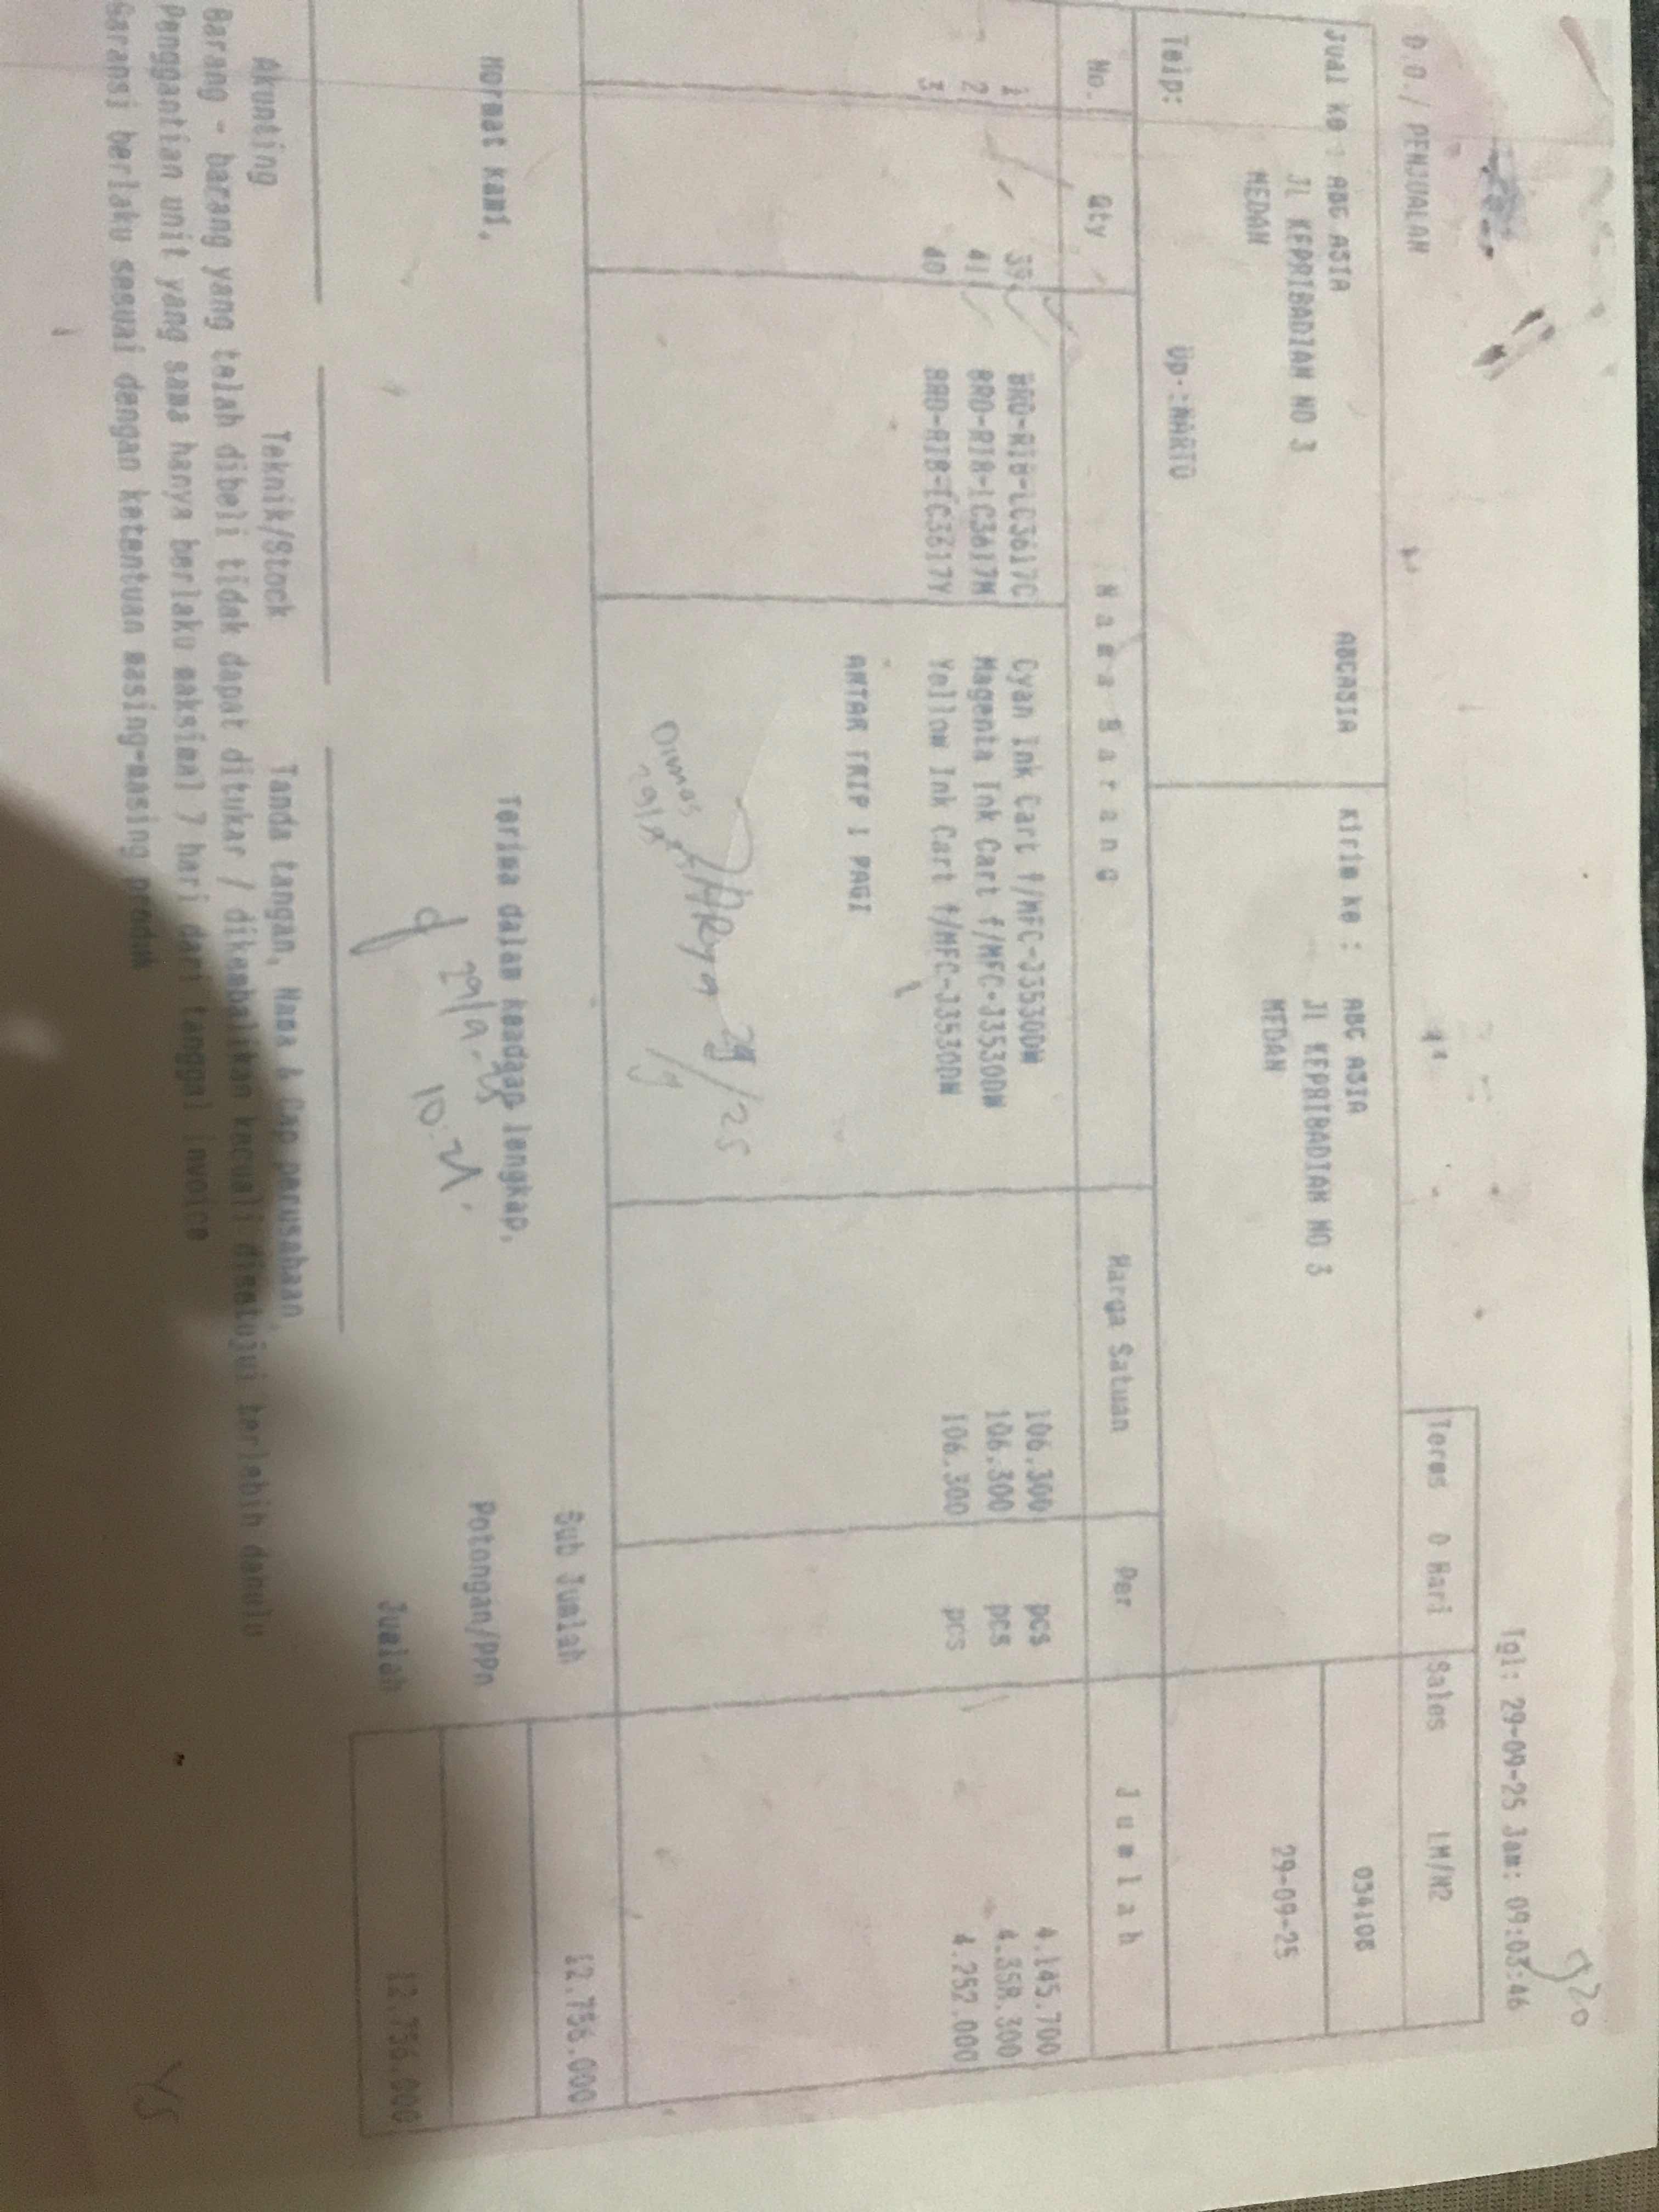 920
Tgl: 29-09-25 Jam: 09:03:46
D.O./ PENJUALAN
Terms 0 Hari Sales LM/M2
Jual ke : ABC ASIA ABCASIA
JL KEPRIBADIAN NO 3
MEDAN
Kirim ke : ABC ASIA
JL KEPRIBADIAN NO 3
MEDAN
034108
29-09-25
Telp: Up.:NARTO
No. Qty Nama Barang Harga Satuan Per Jumlah
1 39 BRO-RIB-LC3617C Cyan Ink Cart f/MFC-J3530DW 106.300 pcs 4.145.700
2 41 BRO-RIB-LC3617M Magenta Ink Cart f/MFC-J3530DW 106.300 pcs 4.358.300
3 40 BRO-RIB-LC3617Y Yellow Ink Cart f/MFC-J3530DW 106.300 pcs 4.252.000
ANTAR TRIP 1 PAGI
Dimas
29/9
Sub Jumlah 12.756.000
Hormat kami, Terima dalam keadaan lengkap,
29/9-25
10.21
Potongan/PPn
Jumlah 12.756.000
Akunting Teknik/Stock Tanda tangan, Nama & Cap perusahaan
Barang - barang yang telah dibeli tidak dapat ditukar / dikembalikan kecuali disetujui terlebih dahulu
Penggantian unit yang sama hanya berlaku maksimal 7 hari dari tanggal invoice
Garansi berlaku sesuai dengan ketentuan masing-masing produk
YS